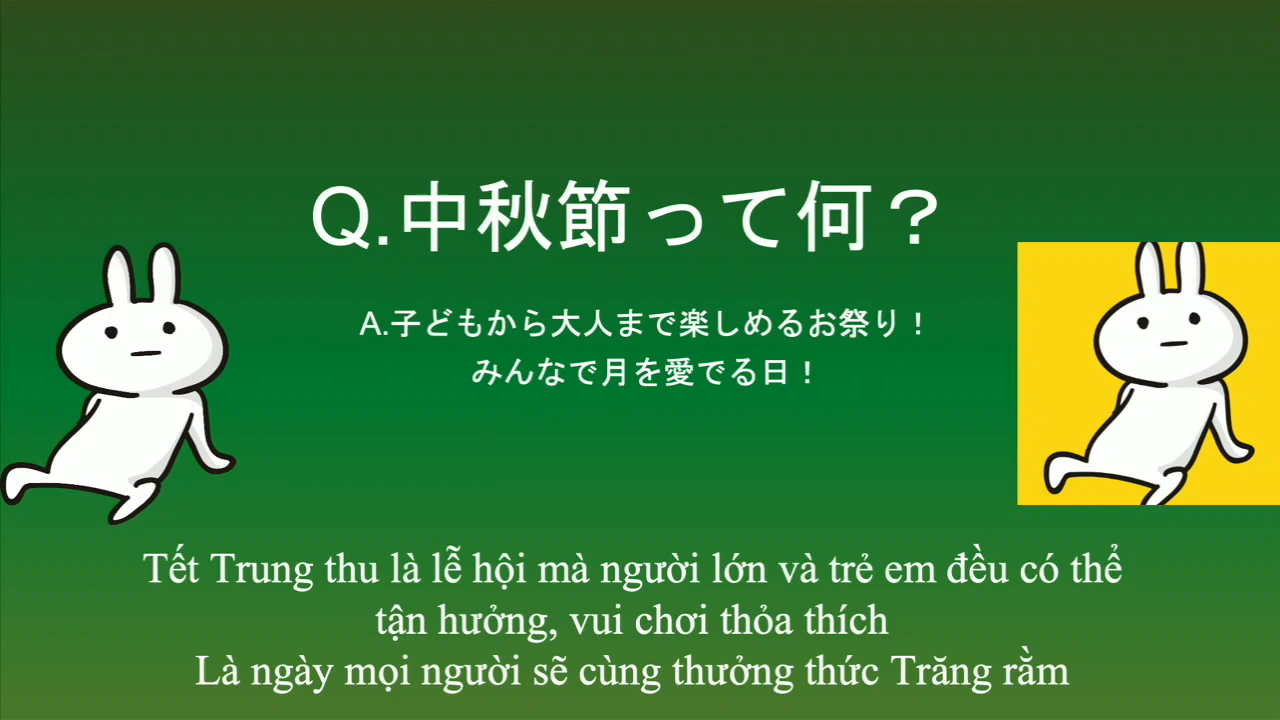 Q.中秋節って何？
A.子どもから大人まで楽しめるお祭り！
みんなで月を愛でる日！
Tết Trung thu là lễ hội mà người lớn và trẻ em đều có thể
tận hưởng, vui chơi thỏa thích
Là ngày mọi người sẽ cùng thưởng thức Trăng rằm